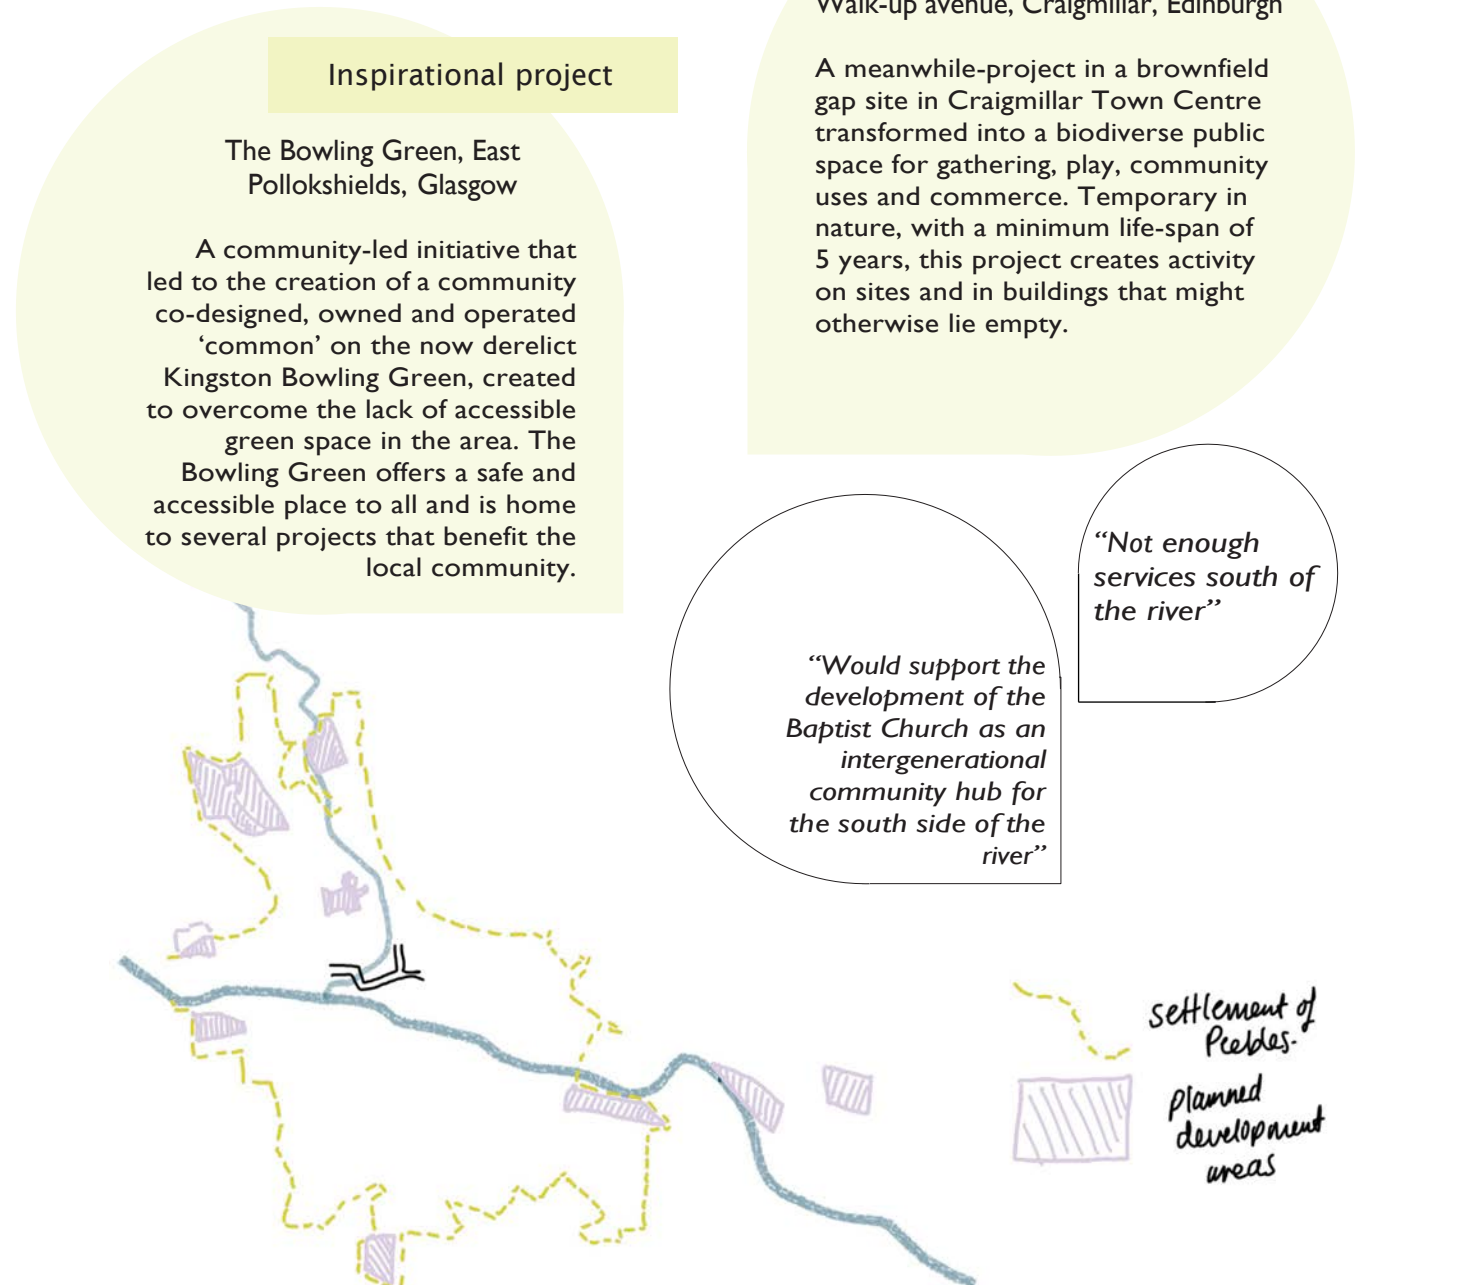 Inspirational project
The Bowling Green, East
Pollokshields, Glasgow
A community-led initiative that
led to the creation of a community
co-designed, owned and operated
‘common’ on the now derelict
Kingston Bowling Green, created
to overcome the lack of accessible
green space in the area. The
Bowling Green offers a safe and
accessible place to all and is home
to several projects that benefit the
local community.
Walk-up avenue, Craigmillar, Edinburgh
A meanwhile-project in a brownfield
gap site in Craigmillar Town Centre
transformed into a biodiverse public
space for gathering, play, community
uses and commerce. Temporary in
nature, with a minimum life-span of
5 years, this project creates activity
on sites and in buildings that might
otherwise lie empty.
“Not enough
services south of
the river”
“Would support the
development of the
Baptist Church as an
intergenerational
community hub for
the south side of the
river”
settlement of
Peebles.
planned
development
areas